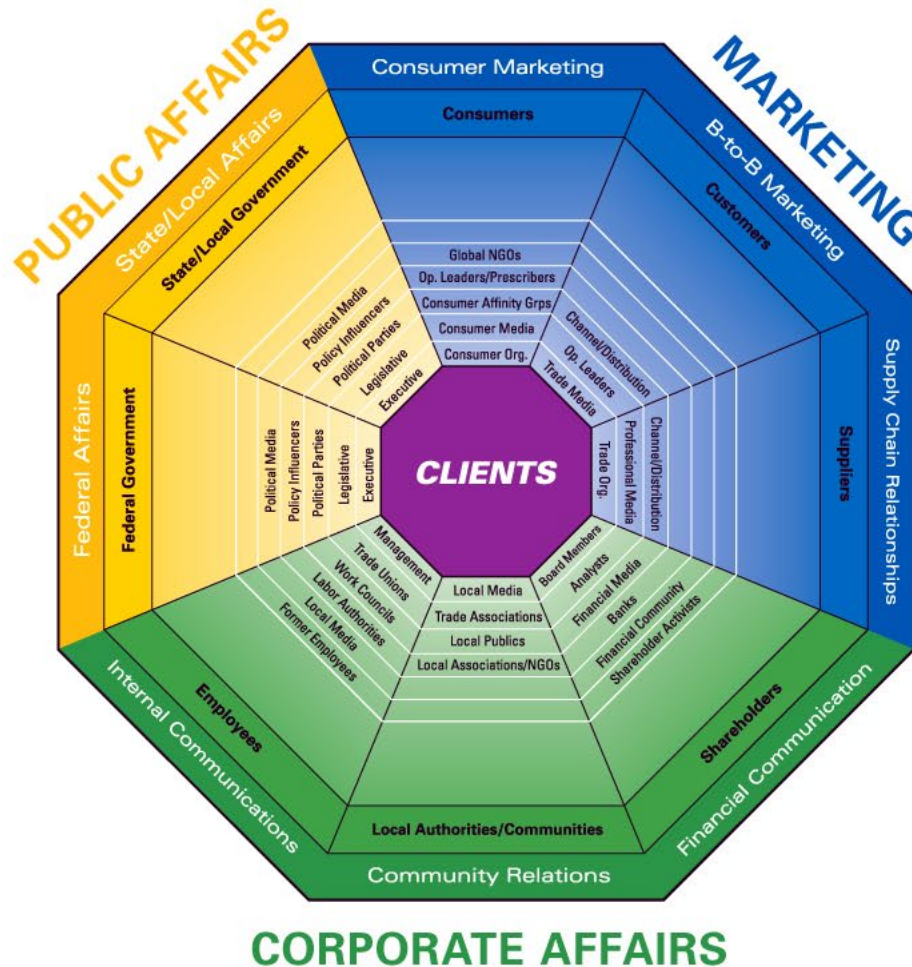 PUBLIC AFFAIRS
MARKETING
CORPORATE AFFAIRS
CLIENTS
Consumer Marketing
Consumers
Global NGOs
Op. Leaders/Prescribers
Consumer Affinity Grps
Consumer Media
Consumer Org.
B-to-B Marketing
Customers
Channel/Distribution
Op. Leaders
Trade Media
Supply Chain Relationships
Suppliers
Channel/Distribution
Professional Media
Trade Org.
Financial Communication
Shareholders
Board Members
Analysts
Financial Media
Banks
Financial Community
Shareholder Activists
Community Relations
Local Authorities/Communities
Local Media
Trade Associations
Local Publics
Local Associations/NGOs
Internal Communications
Employees
Management
Trade Unions
Work Councils
Labor Authorities
Local Media
Former Employees
Federal Affairs
Federal Government
Political Media
Policy Influencers
Political Parties
Legislative
Executive
State/Local Affairs
State/Local Government
Political Media
Policy Influencers
Political Parties
Legislative
Executive